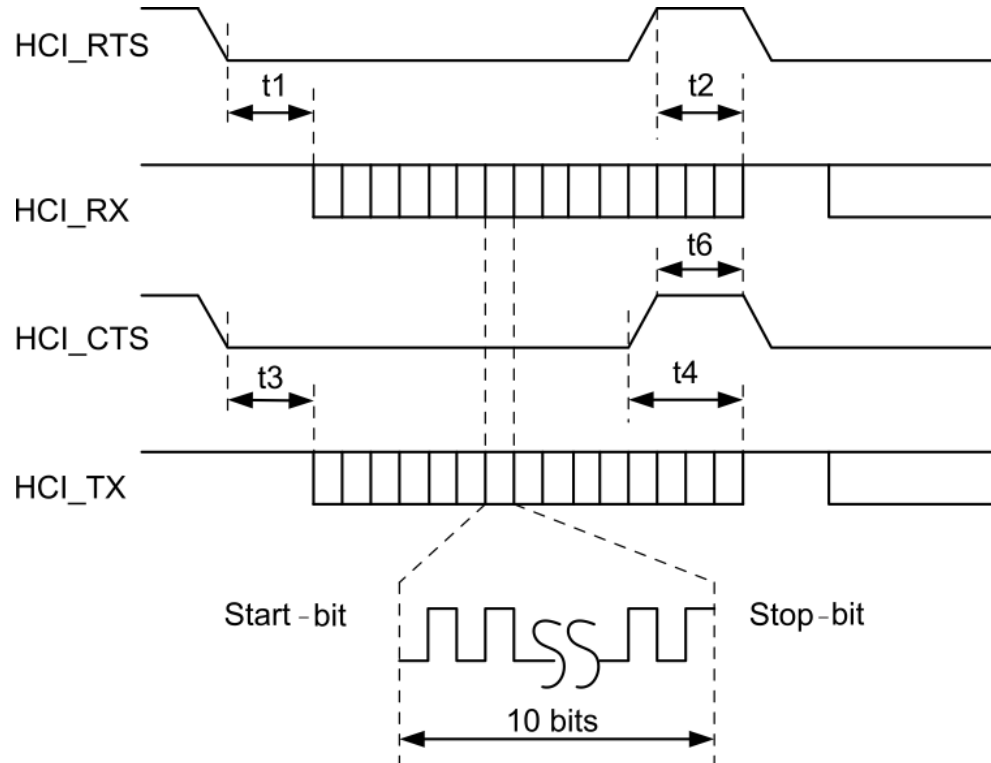 HCI_RTS
t1
t2
HCI_RX
t6
HCI_CTS
t3
t4
HCI_TX
Start-bit
Stop-bit
10 bits